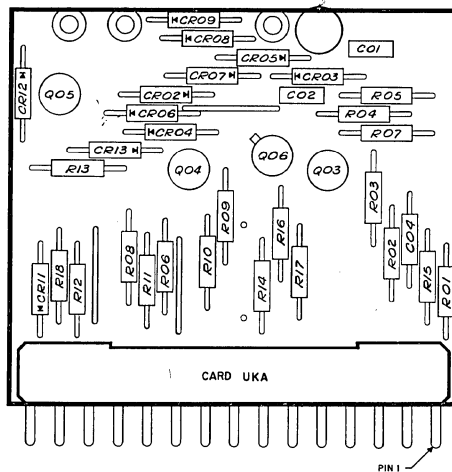 CR09
CR08
C01
CR05
CR07
CR03
CR12
Q05
CR02
C02
R05
CR06
R04
CR04
R07
CR13
Q06
R13
Q04
Q03
R03
R09
R16
R02
C04
R08
R06
R10
R18
R11
R14
R17
R15
CR11
R12
R01
CARD UKA
PIN 1